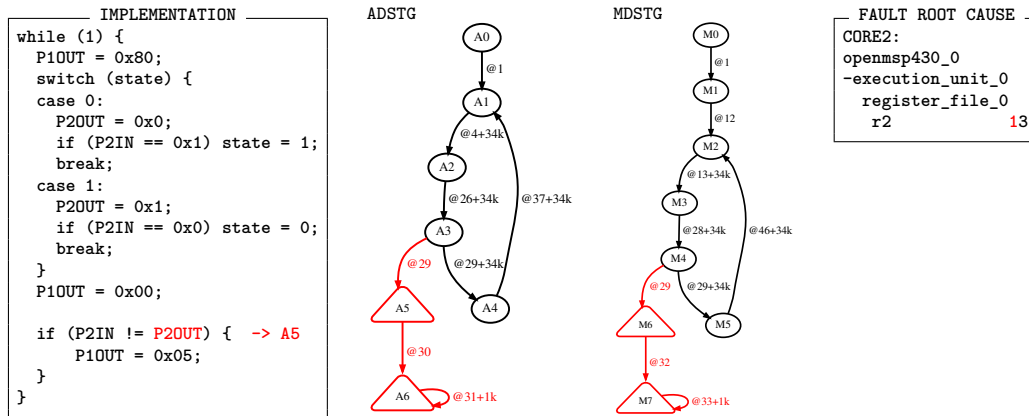 IMPLEMENTATION
while (1) {
P1OUT = 0x80;
switch (state) {
case 0:
P2OUT = 0x0;
if (P2IN == 0x1) state = 1;
break;
case 1:
P2OUT = 0x1;
if (P2IN == 0x0) state = 0;
break;
}
P1OUT = 0x00;
if (P2IN != P2OUT) { -> A5
P1OUT = 0x05;
}
}
ADSTG
A0
@1
A1
@4+34k
A2
@26+34k
@37+34k
A3
@29
@29+34k
A5
A4
@30
A6
@31+1k
MDSTG
M0
@1
M1
@12
M2
@13+34k
M3
@28+34k
@46+34k
M4
@29
@29+34k
M6
M5
@32
M7
@33+1k
FAULT ROOT CAUSE
CORE2:
openmsp430_0
-execution_unit_0
register_file_0
r2 13